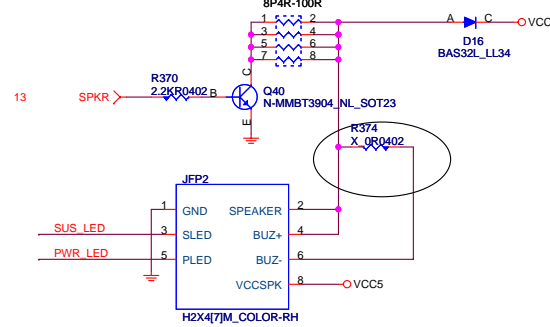 8P4R-100R
1 2
3 4
5 6
7 8
A C
VCC
D16
BAS32L_LL34
R370
2.2KR0402
13 SPKR
B
C
E
Q40
N-MMBT3904_NL_SOT23
R374
X_0R0402
JFP2
1 GND SPEAKER 2
SUS_LED 3 SLED BUZ+ 4
PWR_LED 5 PLED BUZ- 6
VCCSPK 8 VCC5
H2X4[7]M_COLOR-RH